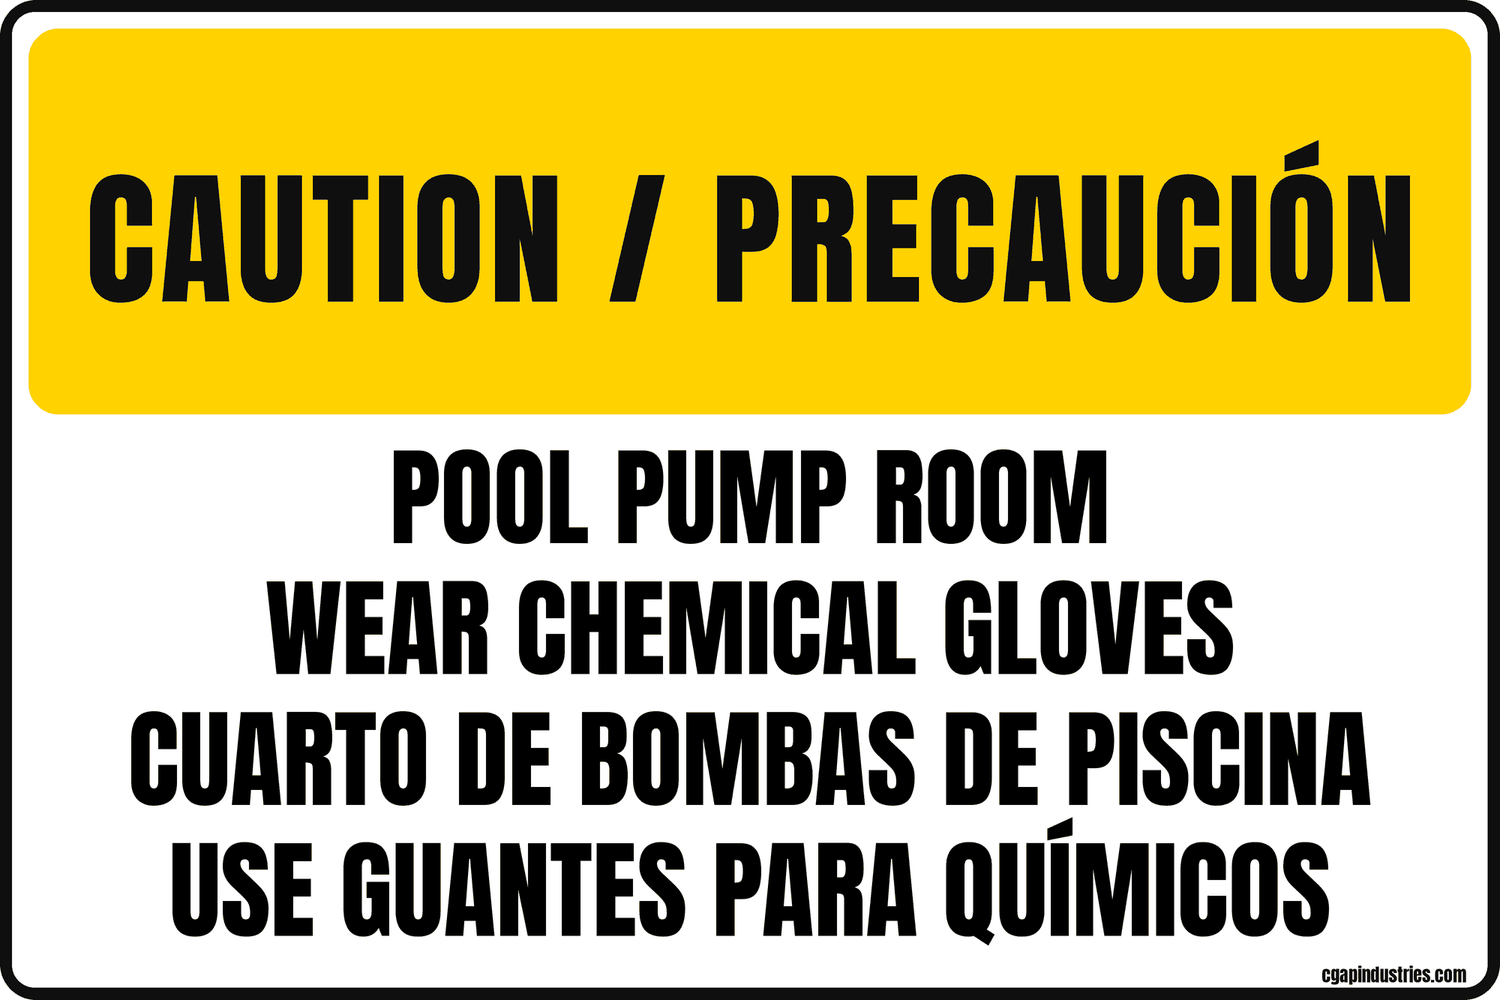 CAUTION / PRECAUCIÓN
POOL PUMP ROOM
WEAR CHEMICAL GLOVES
CUARTO DE BOMBAS DE PISCINA
USE GUANTES PARA QUÍMICOS
cgapindustries.com